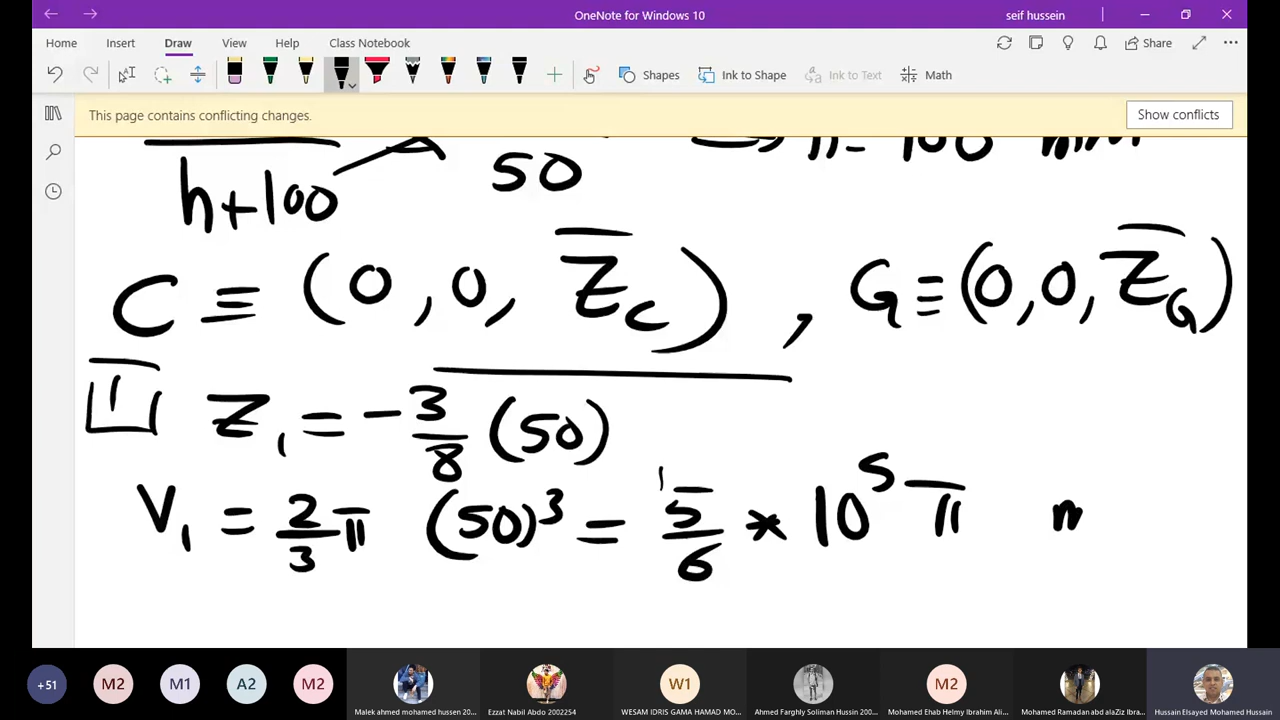 OneNote for Windows 10
seif hussein
Home Insert Draw View Help Class Notebook
Share
Shapes Ink to Shape Ink to Text Math
This page contains conflicting changes.
Show conflicts
h+100 50 h= 100 mm
C ≡ (0, 0, Z̅C) , G ≡ (0, 0, Z̅G)
1 Z₁ = -3/8 (50)
V₁ = 2/3 π (50)³ = 5/6 * 10⁵ π m
+51 M2 M1 A2 M2 W1 M2
Malek ahmed mohamed hussen 20...
Ezzat Nabil Abdo 2002254
WESAM IDRIS GAMA HAMAD MO...
Ahmed Farghly Soliman Hussin 200...
Mohamed Ehab Helmy Ibrahim Ali...
Mohamed Ramadan abd alaZiz Ibra...
Hussain Elsayed Mohamed Hussain